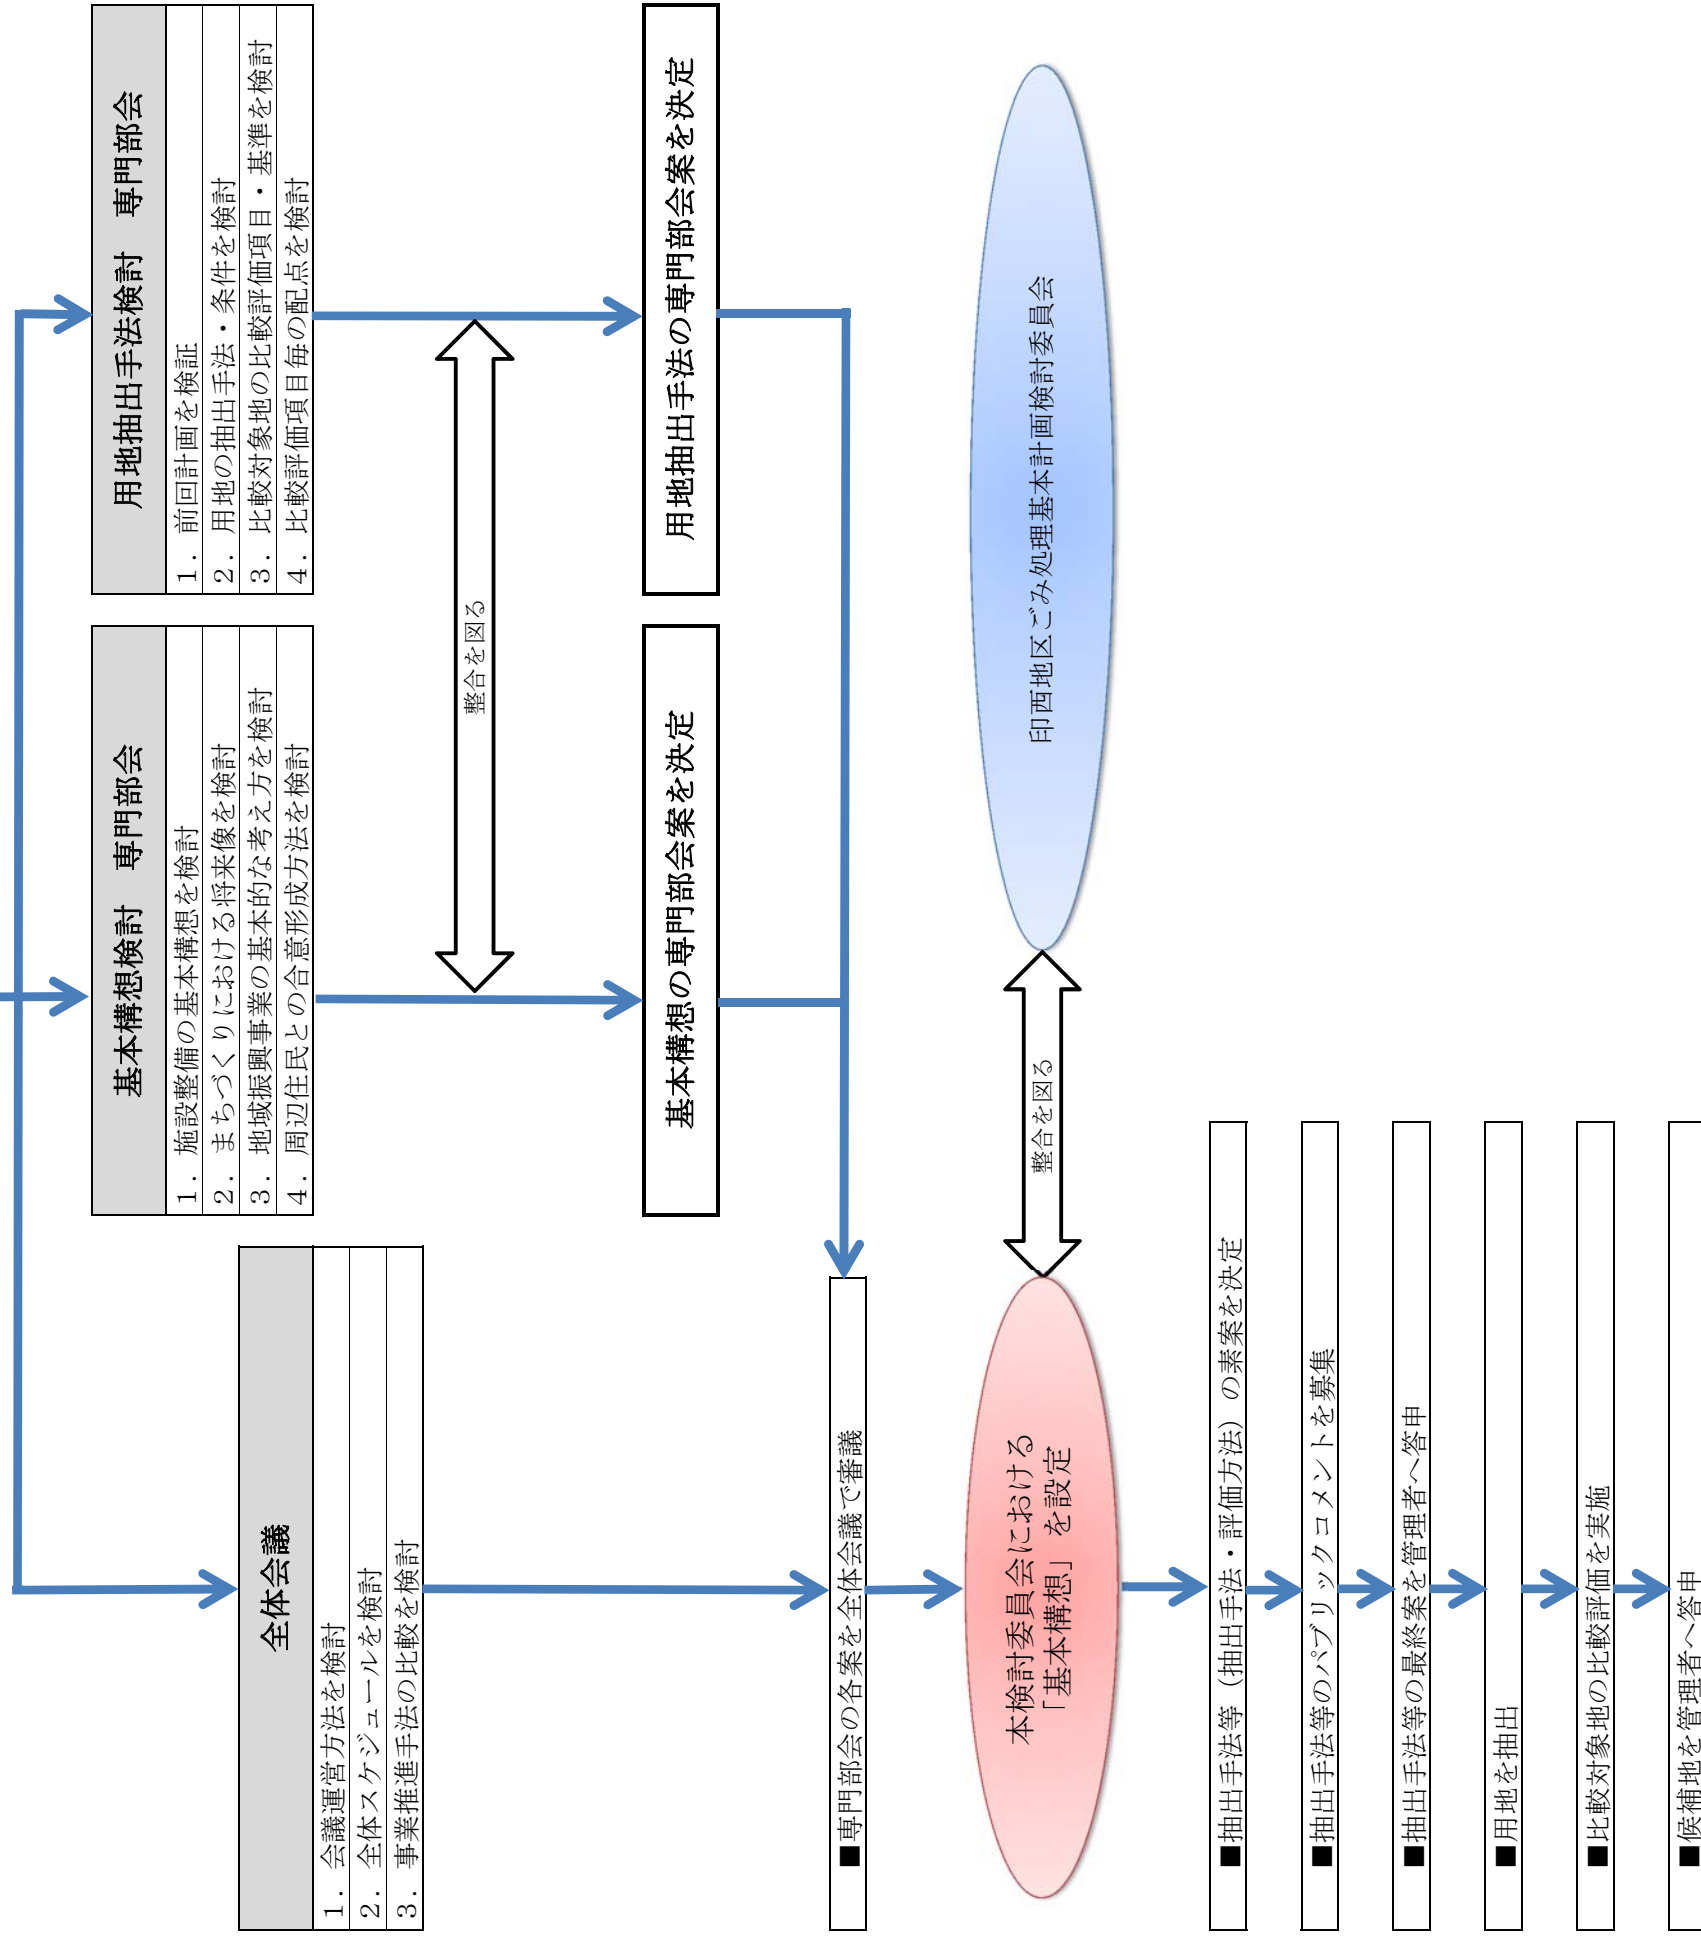 全体会議
１．会議運営方法を検討
２．全体スケジュールを検討
３．事業推進手法の比較を検討
基本構想検討　専門部会
１．施設整備の基本構想を検討
２．まちづくりにおける将来像を検討
３．地域振興事業の基本的な考え方を検討
４．周辺住民との合意形成方法を検討
用地抽出手法検討　専門部会
１．前回計画を検証
２．用地の抽出手法・条件を検討
３．比較対象地の比較評価項目・基準を検討
４．比較評価項目毎の配点を検討
整合を図る
基本構想の専門部会案を決定
用地抽出手法の専門部会案を決定
■専門部会の各案を全体会議で審議
本検討委員会における
「基本構想」を設定
整合を図る
印西地区ごみ処理基本計画検討委員会
■抽出手法等（抽出手法・評価方法）の素案を決定
■抽出手法等のパブリックコメントを募集
■抽出手法等の最終案を管理者へ答申
■用地を抽出
■比較対象地の比較評価を実施
■候補地を管理者へ答申